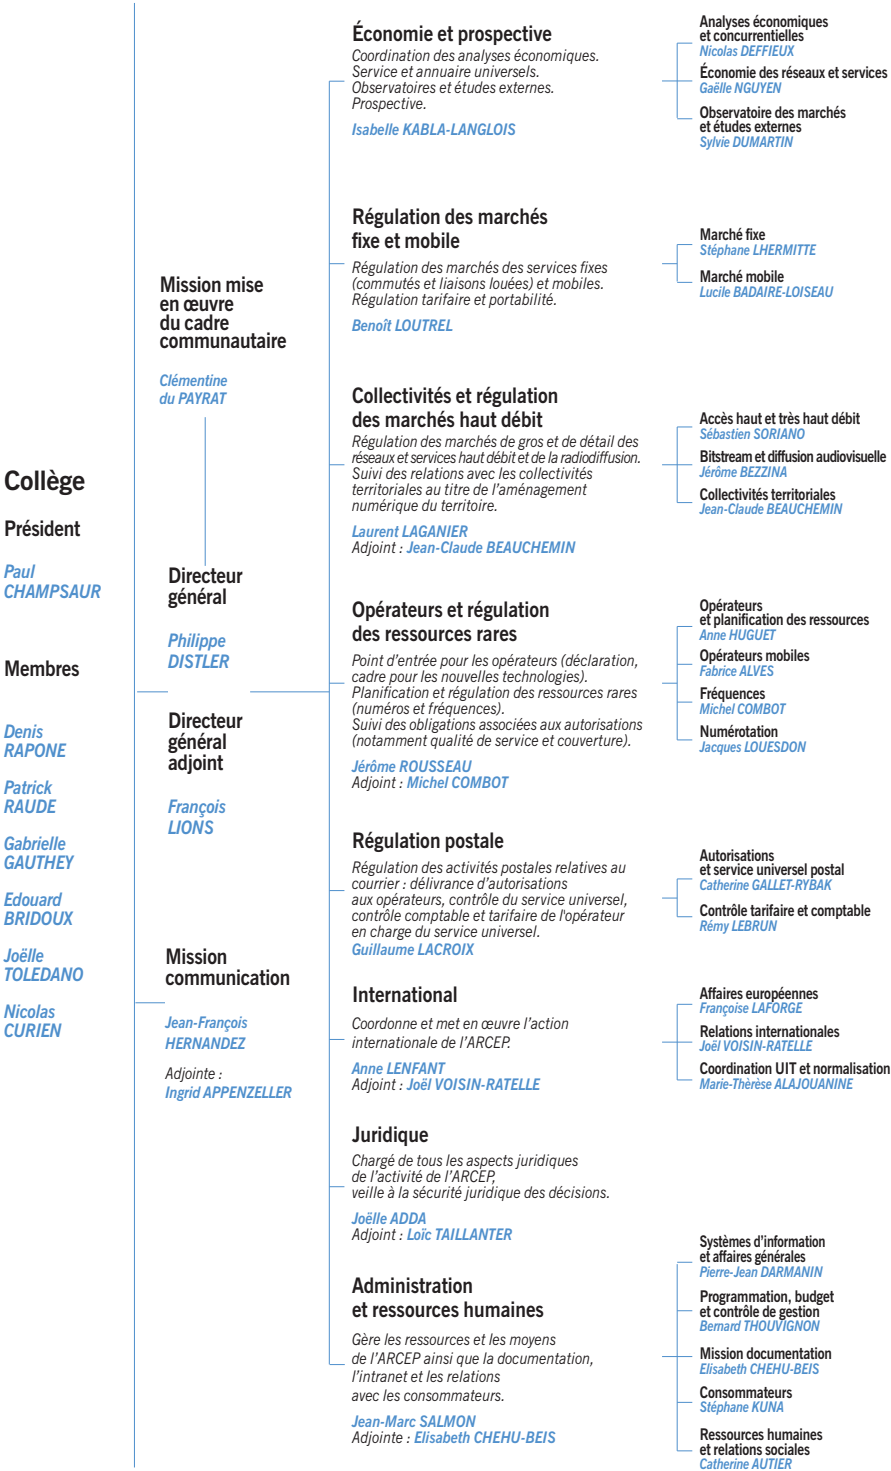 Collège
Président
Paul
CHAMPSAUR
Membres
Denis
RAPONE
Patrick
RAUDE
Gabrielle
GAUTHEY
Edouard
BRIDOUX
Joëlle
TOLEDANO
Nicolas
CURIEN
Mission mise
en œuvre
du cadre
communautaire
Clémentine
du PAYRAT
Directeur
général
Philippe
DISTLER
Directeur
général
adjoint
François
LIONS
Mission
communication
Jean-François
HERNANDEZ
Adjointe :
Ingrid APPENZELLER
Économie et prospective
Coordination des analyses économiques.
Service et annuaire universels.
Observatoires et études externes.
Prospective.
Isabelle KABLA-LANGLOIS
Analyses économiques
et concurrentielles
Nicolas DEFFIEUX
Économie des réseaux et services
Gaëlle NGUYEN
Observatoire des marchés
et études externes
Sylvie DUMARTIN
Régulation des marchés
fixe et mobile
Régulation des marchés des services fixes
(commutés et liaisons louées) et mobiles.
Régulation tarifaire et portabilité.
Benoît LOUTREL
Marché fixe
Stéphane LHERMITTE
Marché mobile
Lucile BADAIRE-LOISEAU
Collectivités et régulation
des marchés haut débit
Régulation des marchés de gros et de détail des
réseaux et services haut débit et de la radiodiffusion.
Suivi des relations avec les collectivités
territoriales au titre de l'aménagement
numérique du territoire.
Laurent LAGANIER
Adjoint : Jean-Claude BEAUCHEMIN
Accès haut et très haut débit
Sébastien SORIANO
Bitstream et diffusion audiovisuelle
Jérôme BEZZINA
Collectivités territoriales
Jean-Claude BEAUCHEMIN
Opérateurs et régulation
des ressources rares
Point d'entrée pour les opérateurs (déclaration,
cadre pour les nouvelles technologies).
Planification et régulation des ressources rares
(numéros et fréquences).
Suivi des obligations associées aux autorisations
(notamment qualité de service et couverture).
Jérôme ROUSSEAU
Adjoint : Michel COMBOT
Opérateurs
et planification des ressources
Anne HUGUET
Opérateurs mobiles
Fabrice ALVES
Fréquences
Michel COMBOT
Numérotation
Jacques LOUESDON
Régulation postale
Régulation des activités postales relatives au
courrier : délivrance d'autorisations
aux opérateurs, contrôle du service universel,
contrôle comptable et tarifaire de l'opérateur
en charge du service universel.
Guillaume LACROIX
Autorisations
et service universel postal
Catherine GALLET-RYBAK
Contrôle tarifaire et comptable
Rémy LEBRUN
International
Coordonne et met en œuvre l'action
internationale de l'ARCEP.
Anne LENFANT
Adjoint : Joël VOISIN-RATELLE
Affaires européennes
Françoise LAFORGE
Relations internationales
Joël VOISIN-RATELLE
Coordination UIT et normalisation
Marie-Thèrèse ALAJOUANINE
Juridique
Chargé de tous les aspects juridiques
de l'activité de l'ARCEP,
veille à la sécurité juridique des décisions.
Joëlle ADDA
Adjoint : Loïc TAILLANTER
Administration
et ressources humaines
Gère les ressources et les moyens
de l'ARCEP ainsi que la documentation,
l'intranet et les relations
avec les consommateurs.
Jean-Marc SALMON
Adjointe : Elisabeth CHEHU-BEIS
Systèmes d'information
et affaires générales
Pierre-Jean DARMANIN
Programmation, budget
et contrôle de gestion
Bernard THOUVIGNON
Mission documentation
Elisabeth CHEHU-BEIS
Consommateurs
Stéphane KUNA
Ressources humaines
et relations sociales
Catherine AUTIER